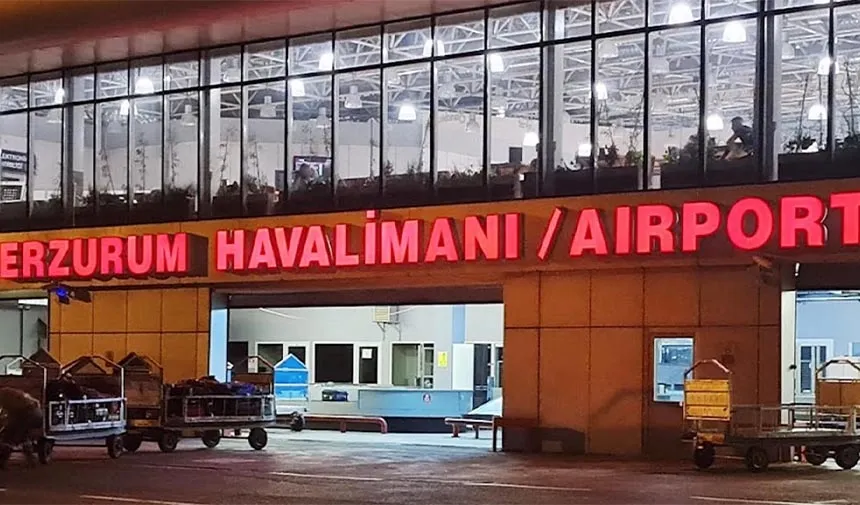 ERZURUM HAVALİMANI / AIRPORT